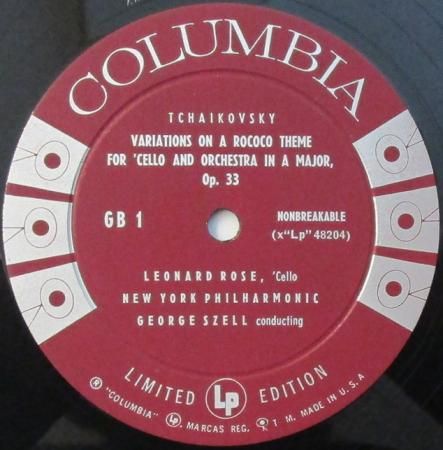 COLUMBIA
TCHAIKOVSKY
VARIATIONS ON A ROCOCO THEME
FOR 'CELLO AND ORCHESTRA IN A MAJOR,
Op. 33
GB 1
NONBREAKABLE
(x"Lp" 48204)
LEONARD ROSE, 'Cello
NEW YORK PHILHARMONIC
GEORGE SZELL conducting
LIMITED Lp EDITION
® "COLUMBIA" Lp, MARCAS REG. T M. MADE IN U. S. A